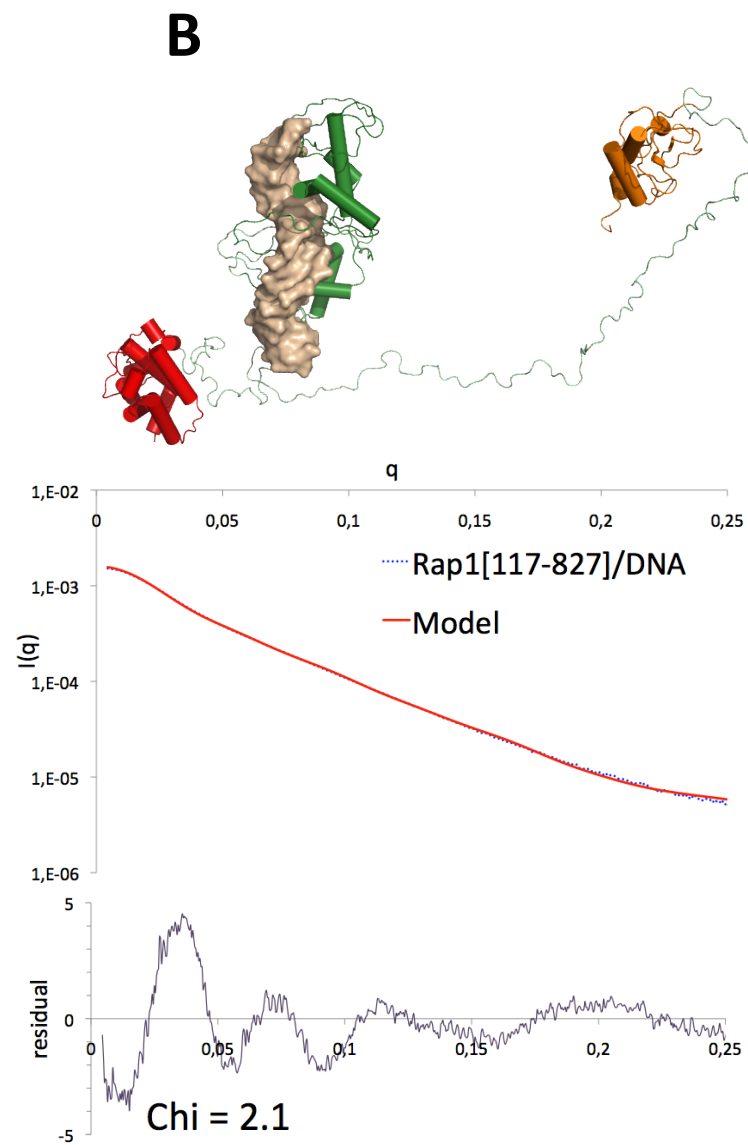 B
q
1,E-02
0 0,05 0,1 0,15 0,2 0,25
Rap1[117-827]/DNA
1,E-03
Model
I(q)
1,E-04
1,E-05
1,E-06
5
residual
0
0 0,05 0,1 0,15 0,2 0,25
Chi = 2.1
-5